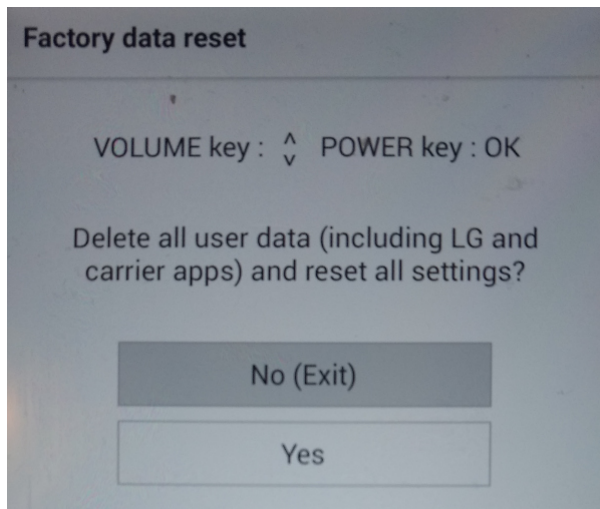 Factory data reset
VOLUME key : ^ v POWER key : OK
Delete all user data (including LG and
carrier apps) and reset all settings?
No (Exit)
Yes